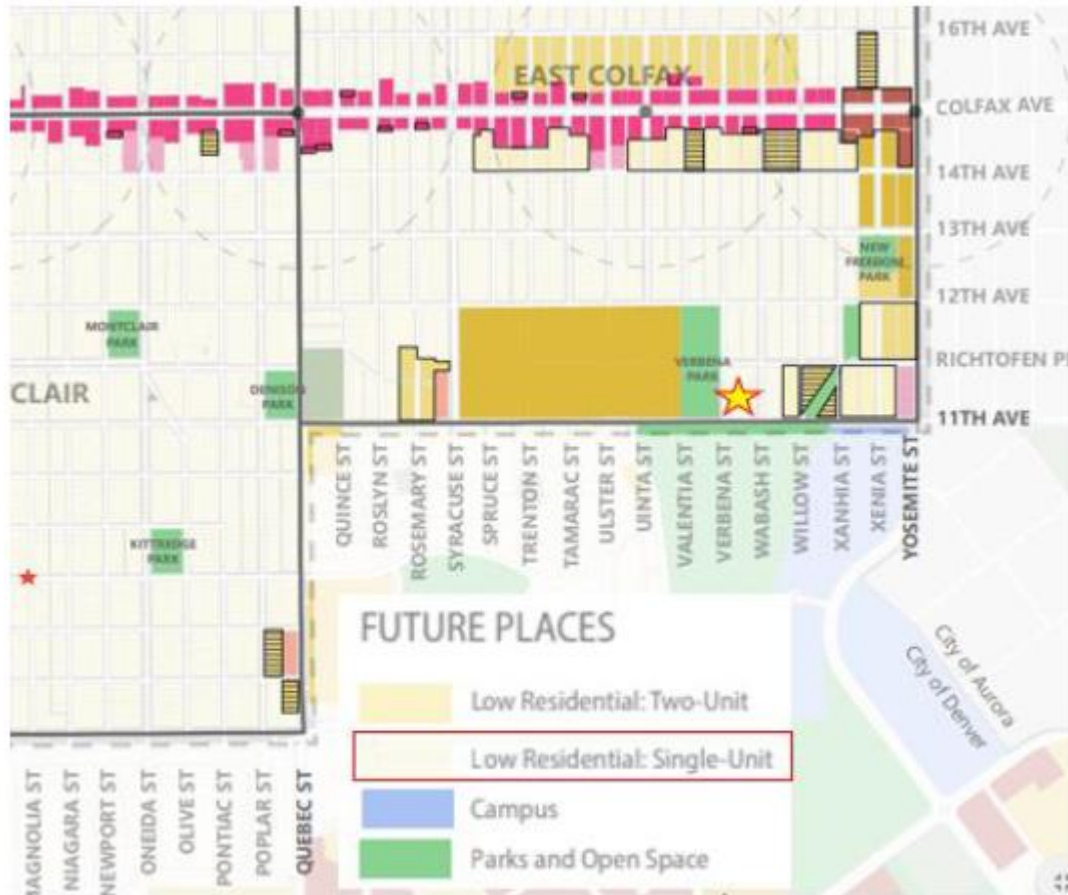 16TH AVE
EAST COLFAX
COLFAX AVE
14TH AVE
13TH AVE
NEW
FREEDOM
PARK
12TH AVE
MONTCLAIR
PARK
VERBENA
PARK
RICHTOFEN P
CLAIR
DENISON
PARK
11TH AVE
QUINCE ST
ROSLYN ST
ROSEMARY ST
SYRACUSE ST
SPRUCE ST
TRENTON ST
TAMARAC ST
ULSTER ST
UINTA ST
VALENTIA ST
VERBENA ST
WABASH ST
WILLOW ST
XANHIA ST
XENIA ST
YOSEMITE ST
KITTREDGE
PARK
FUTURE PLACES
Low Residential: Two-Unit
Low Residential: Single-Unit
Campus
Parks and Open Space
City of Aurora
City of Denver
MAGNOLIA ST
NIAGARA ST
NEWPORT ST
ONEIDA ST
OLIVE ST
PONTIAC ST
POPLAR ST
QUEBEC ST